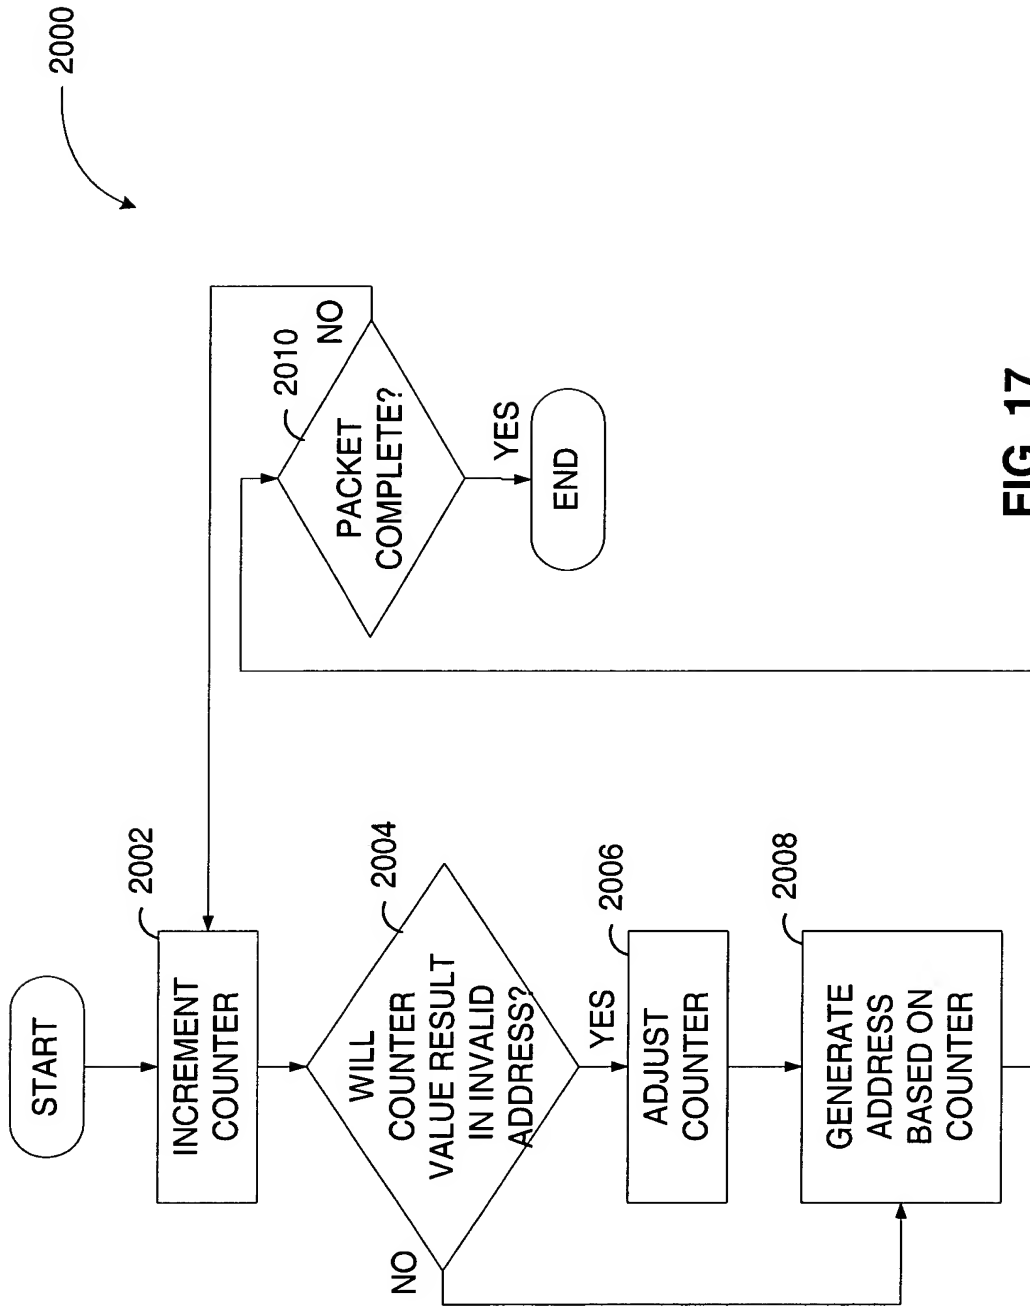 2000
START
2002
INCREMENT
COUNTER
2004
WILL
COUNTER
VALUE RESULT
IN INVALID
ADDRESS?
NO
YES
2006
ADJUST
COUNTER
2008
GENERATE
ADDRESS
BASED ON
COUNTER
2010
PACKET
COMPLETE?
NO
YES
END
FIG. 17